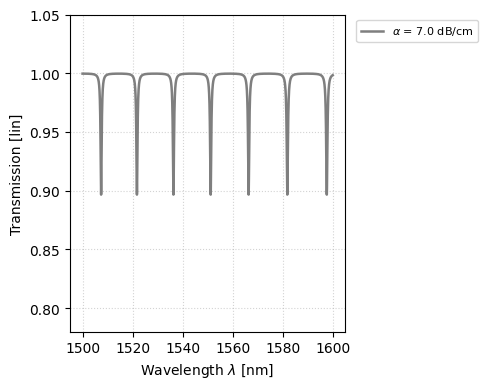 1.05
1.00
0.95
0.90
0.85
0.80
Transmission [lin]
1500 1520 1540 1560 1580 1600
Wavelength λ [nm]
α = 7.0 dB/cm